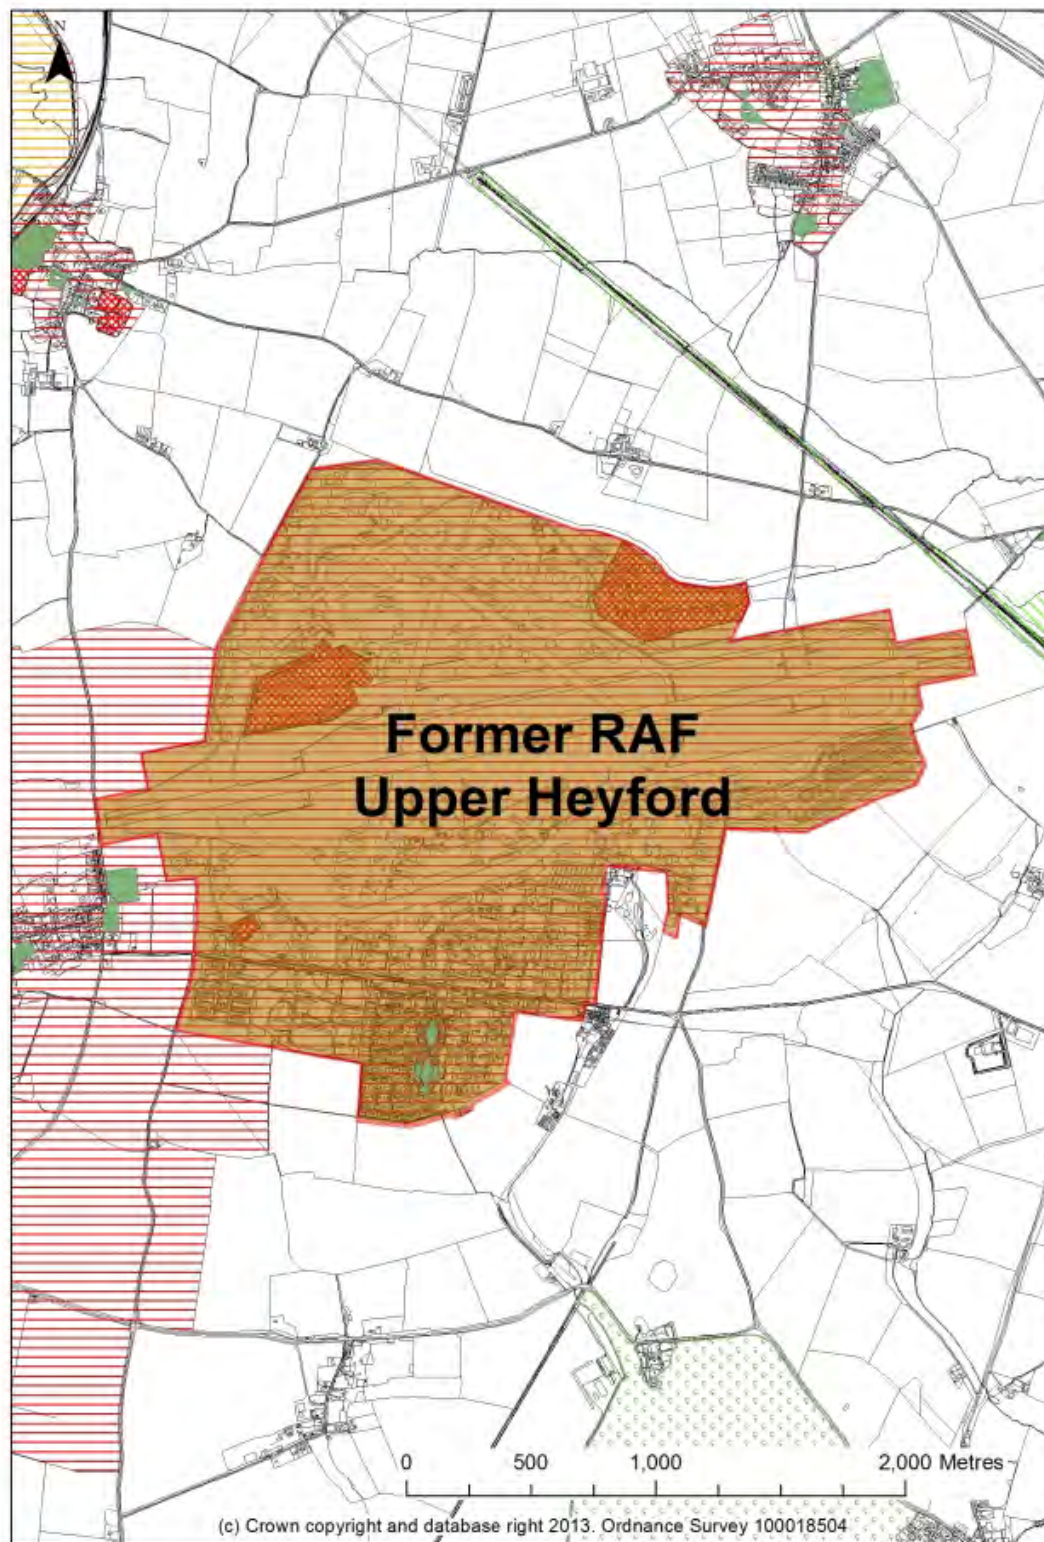 N
Former RAF
Upper Heyford
0 500 1,000 2,000 Metres
(c) Crown copyright and database right 2013. Ordnance Survey 100018504